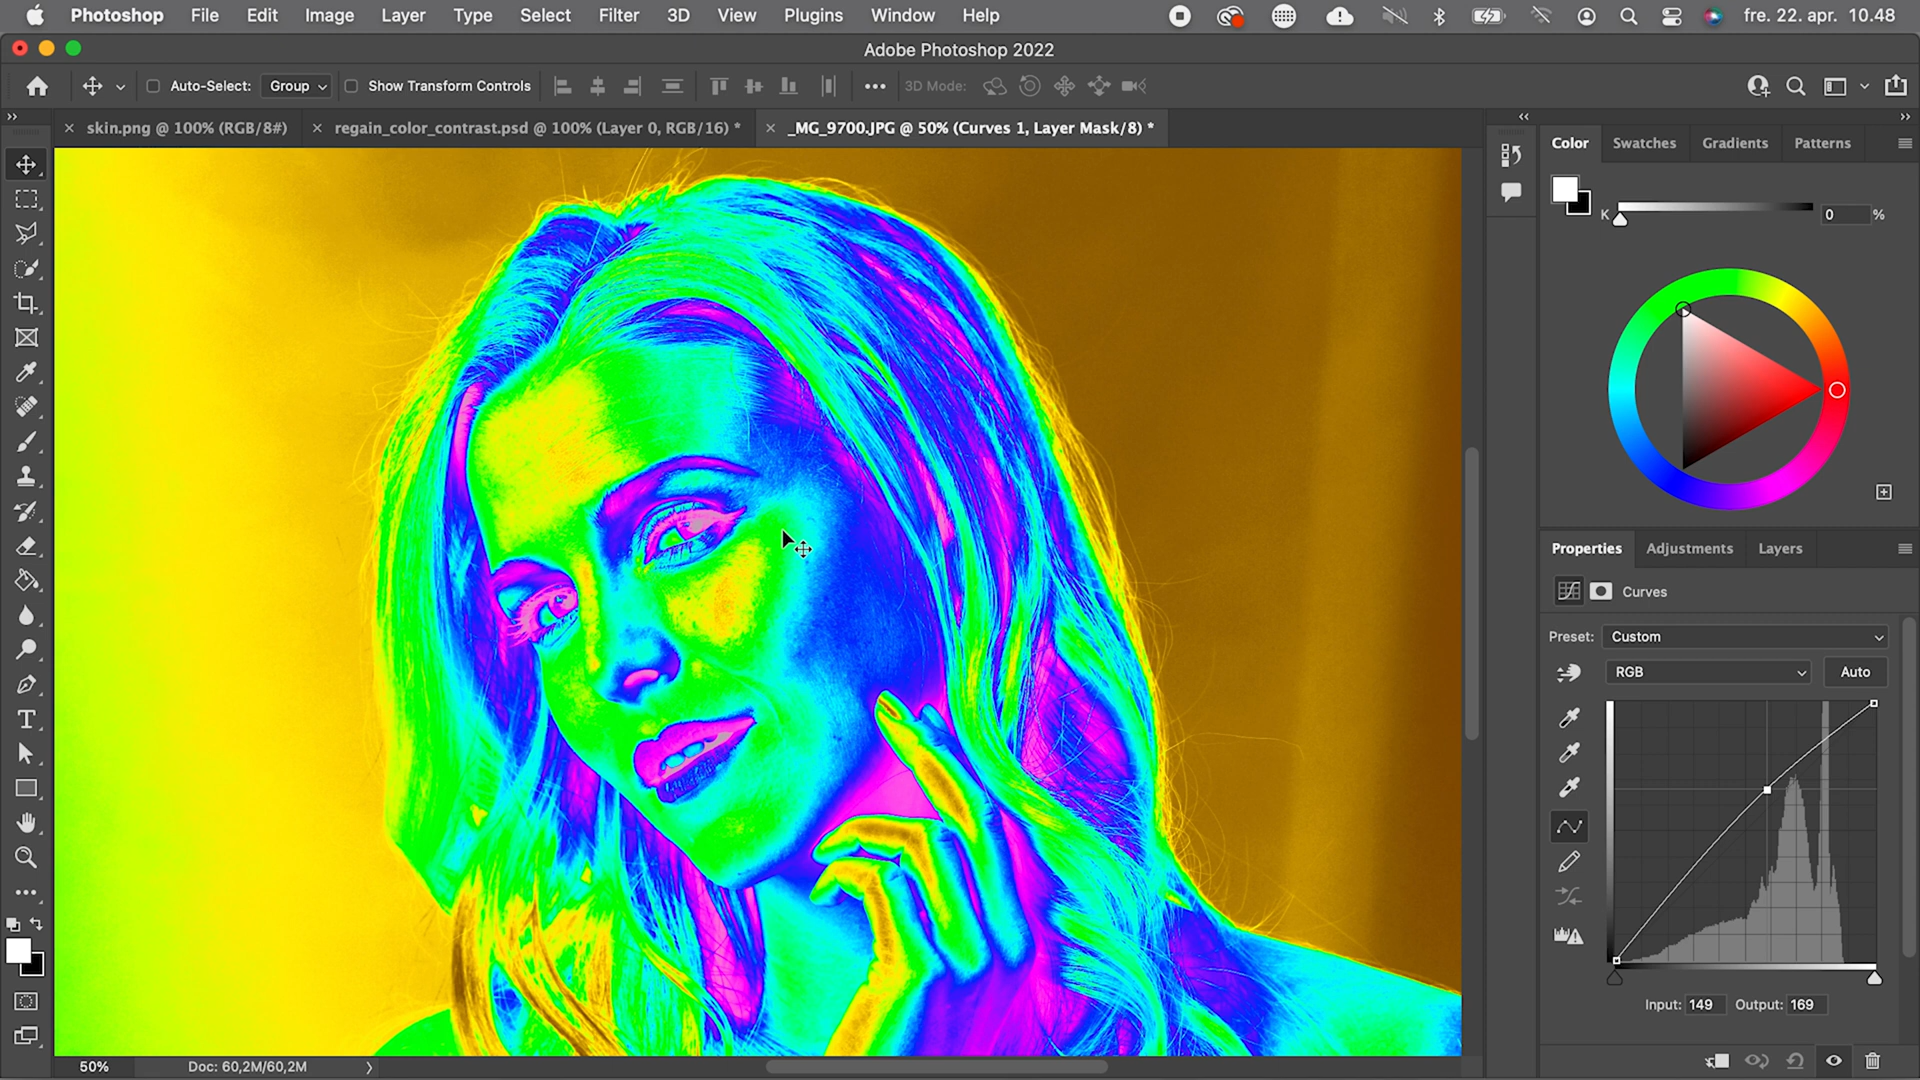 Photoshop File Edit Image Layer Type Select Filter 3D View Plugins Window Help fre. 22. apr. 10.48
Adobe Photoshop 2022
Auto-Select: Group Show Transform Controls 3D Mode:
skin.png @ 100% (RGB/8#) regain_color_contrast.psd @ 100% (Layer 0, RGB/16) * _MG_9700.JPG @ 50% (Curves 1, Layer Mask/8) *
Color Swatches Gradients Patterns
K 0 %
Properties Adjustments Layers
Curves
Preset: Custom
RGB Auto
Input: 149 Output: 169
50% Doc: 60,2M/60,2M